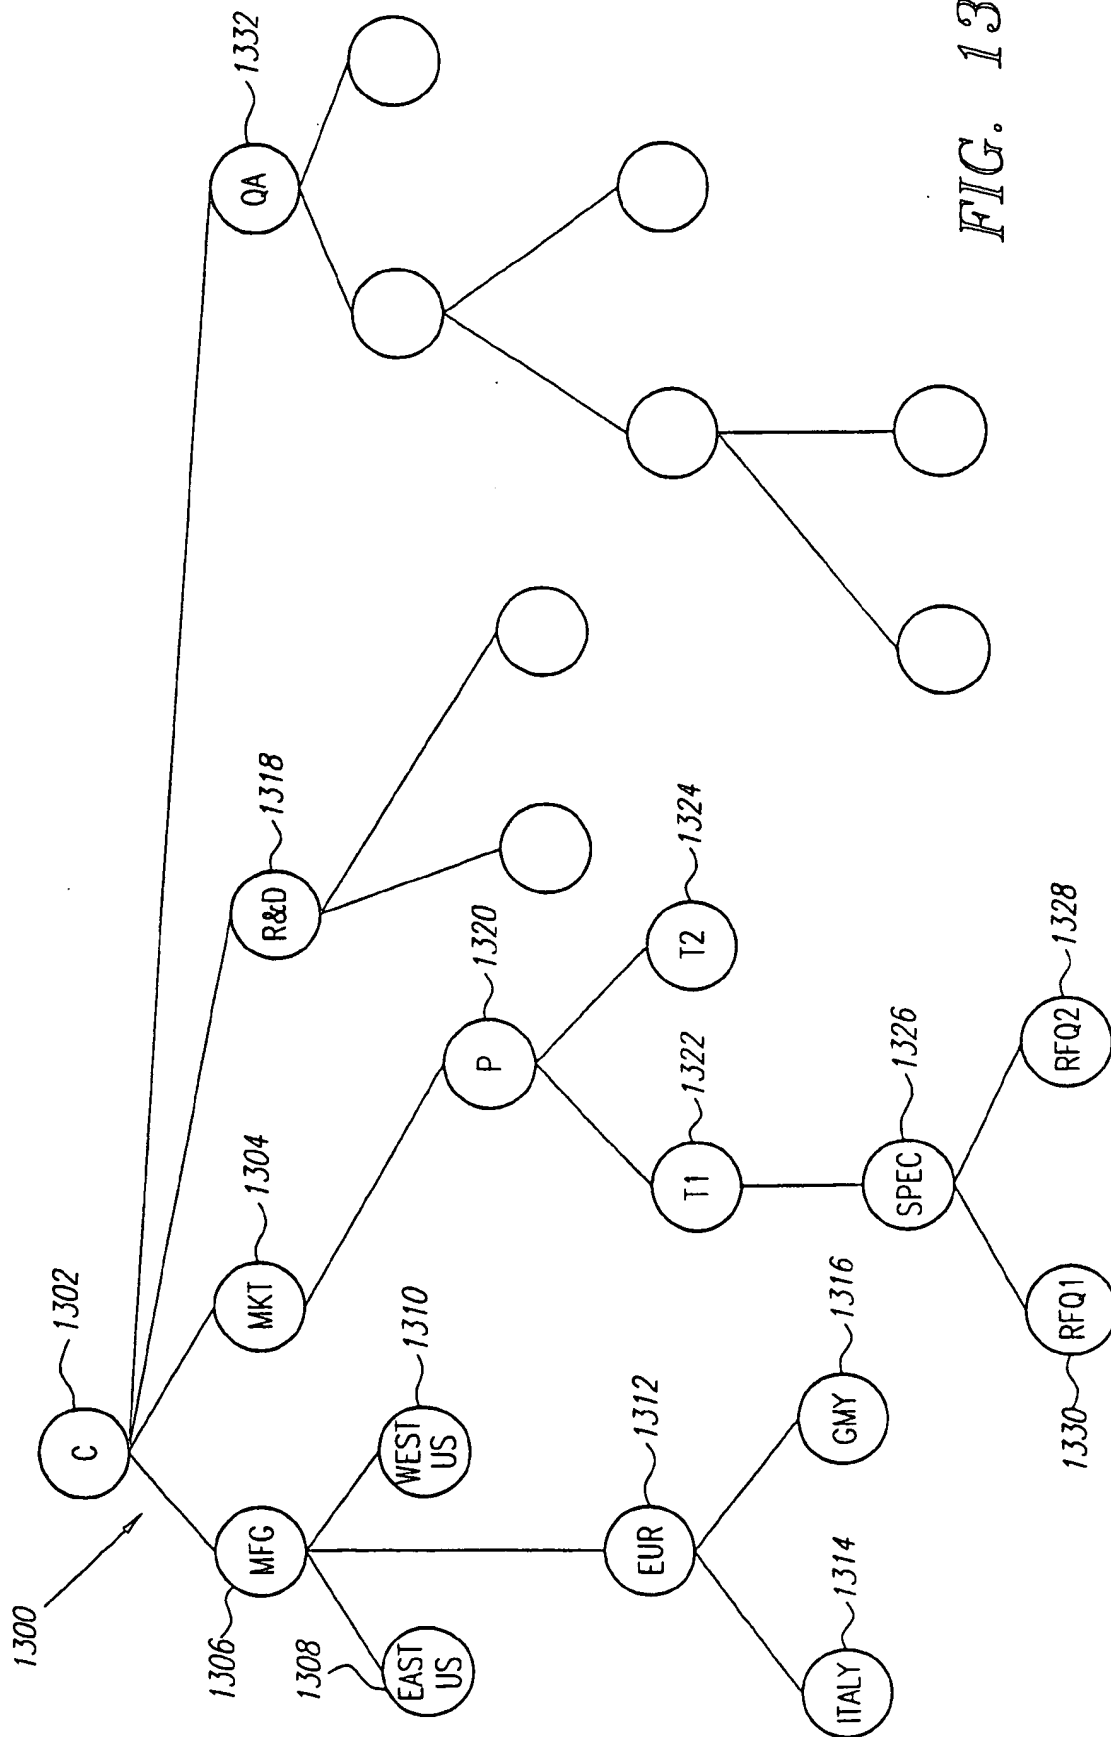 1300
C
1302
MFG
1306
MKT
1304
R&D
1318
QA
1332
EAST
US
1308
WEST
US
1310
P
1320
EUR
1312
T1
1322
T2
1324
ITALY
1314
GMY
1316
SPEC
1326
RFQ1
1330
RFQ2
1328
FIG. 13